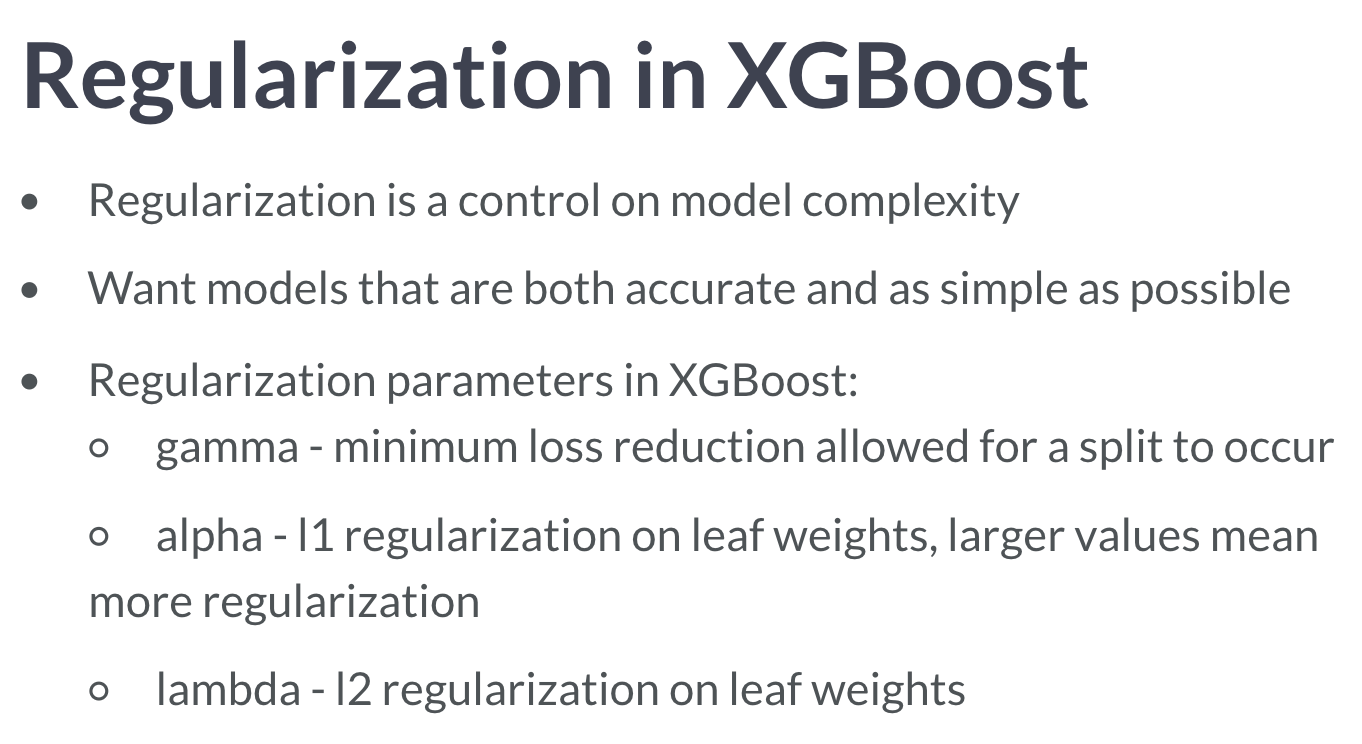 Regularization in XGBoost
• Regularization is a control on model complexity
• Want models that are both accurate and as simple as possible
• Regularization parameters in XGBoost:
○ gamma - minimum loss reduction allowed for a split to occur
○ alpha - l1 regularization on leaf weights, larger values mean
more regularization
○ lambda - l2 regularization on leaf weights